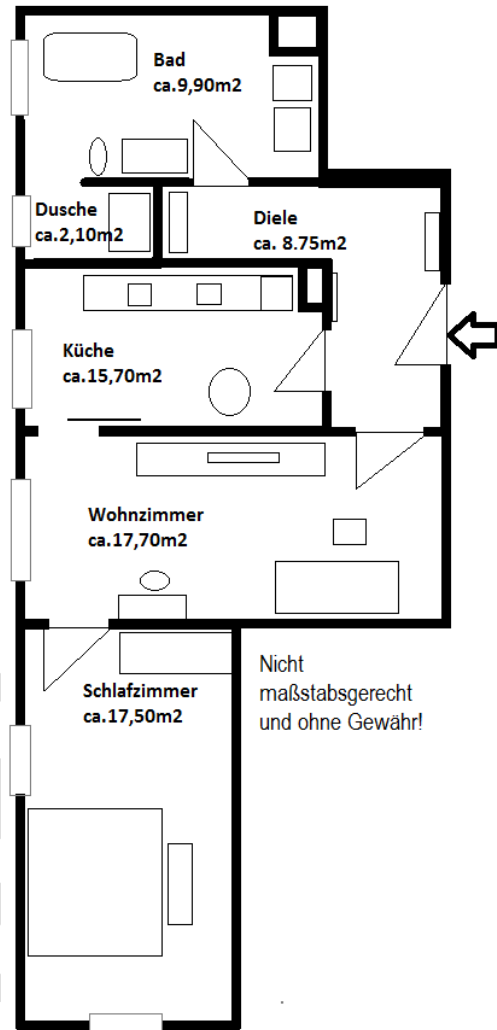 Bad
ca.9,90m2
Dusche
ca.2,10m2
Diele
ca. 8.75m2
Küche
ca.15,70m2
Wohnzimmer
ca.17,70m2
Schlafzimmer
ca.17,50m2
Nicht
maßstabsgerecht
und ohne Gewähr!